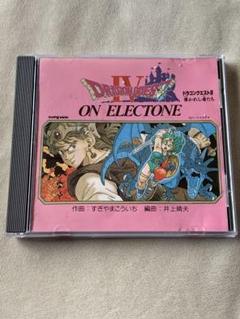 DRAGON QUEST
IV
ドラゴンクエストⅣ
導かれし者たち
ON ELECTONE
作曲:すぎやまこういち 編曲:井上晴夫